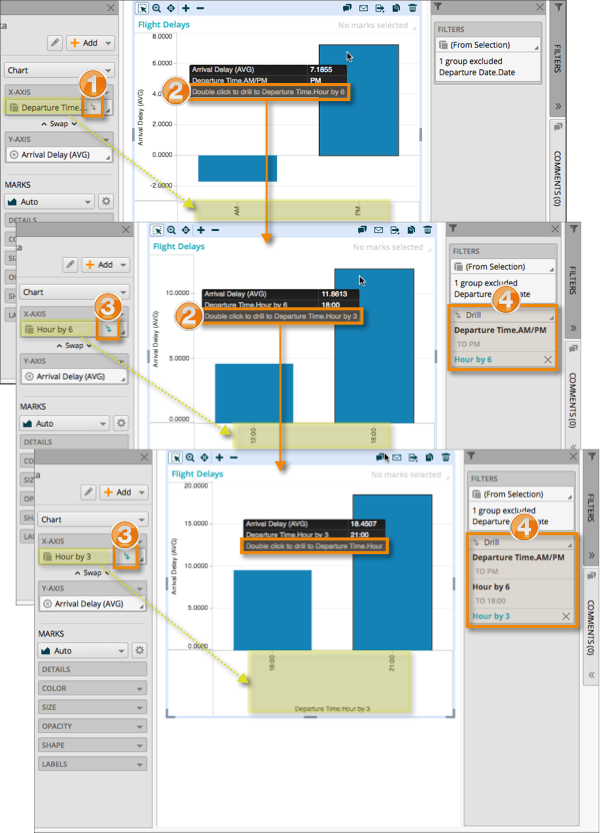 ta
Add
Chart
X-AXIS
1
Departure Time...
Swap
Y-AXIS
Arrival Delay (AVG)
MARKS
Auto
DETAILS
Flight Delays
No marks selected
8.0000
6.0000
4.0
2.0000
0.0000
-2.0000
Arrival Delay (AVG)
Arrival Delay (AVG) 7.1855
Departure Time.AM/PM PM
2
Double click to drill to Departure Time.Hour by 6
AM
PM
FILTERS
(From Selection)
1 group excluded
Departure Date.Date
FILTERS
COMMENTS (0)
ta
Add
Chart
X-AXIS
3
Hour by 6
Swap
Y-AXIS
Arrival Delay (AVG)
MARKS
Auto
DETAILS
Flight Delays
No marks selected
10.0000
5.0000
0.0000
Arrival Delay (AVG)
Arrival Delay (AVG) 11.8613
Departure Time.Hour by 6 18:00
2
Double click to drill to Departure Time.Hour by 3
12:00
18:00
FILTERS
(From Selection)
1 group excluded
4
Drill
Departure Time.AM/PM
TO PM
Hour by 6
FILTERS
COMMENTS (0)
ta
Add
Chart
X-AXIS
3
Hour by 3
Swap
Y-AXIS
Arrival Delay (AVG)
MARKS
Auto
DETAILS
COLOR
SIZE
OPACITY
SHAPE
LABELS
Flight Delays
No marks selected
20.0000
15.0000
10.0000
5.0000
0.0000
Arrival Delay (AVG)
Arrival Delay (AVG) 18.4507
Departure Time.Hour by 3 21:00
Double click to drill to Departure Time.Hour
18:00
21:00
Departure Time.Hour by 3
FILTERS
(From Selection)
1 group excluded
4
Drill
Departure Time.AM/PM
TO PM
Hour by 6
TO 18:00
Hour by 3
FILTERS
COMMENTS (0)